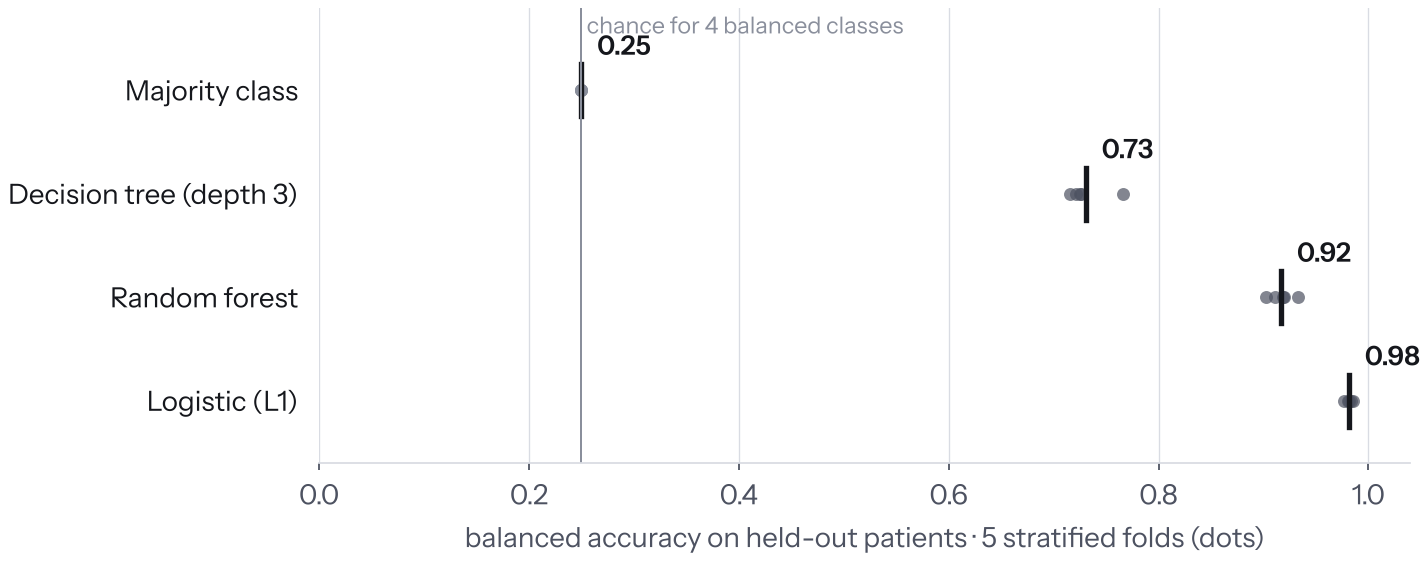 chance for 4 balanced classes
0.25
Majority class
0.73
Decision tree (depth 3)
0.92
Random forest
0.98
Logistic (L1)
0.0 0.2 0.4 0.6 0.8 1.0
balanced accuracy on held-out patients · 5 stratified folds (dots)